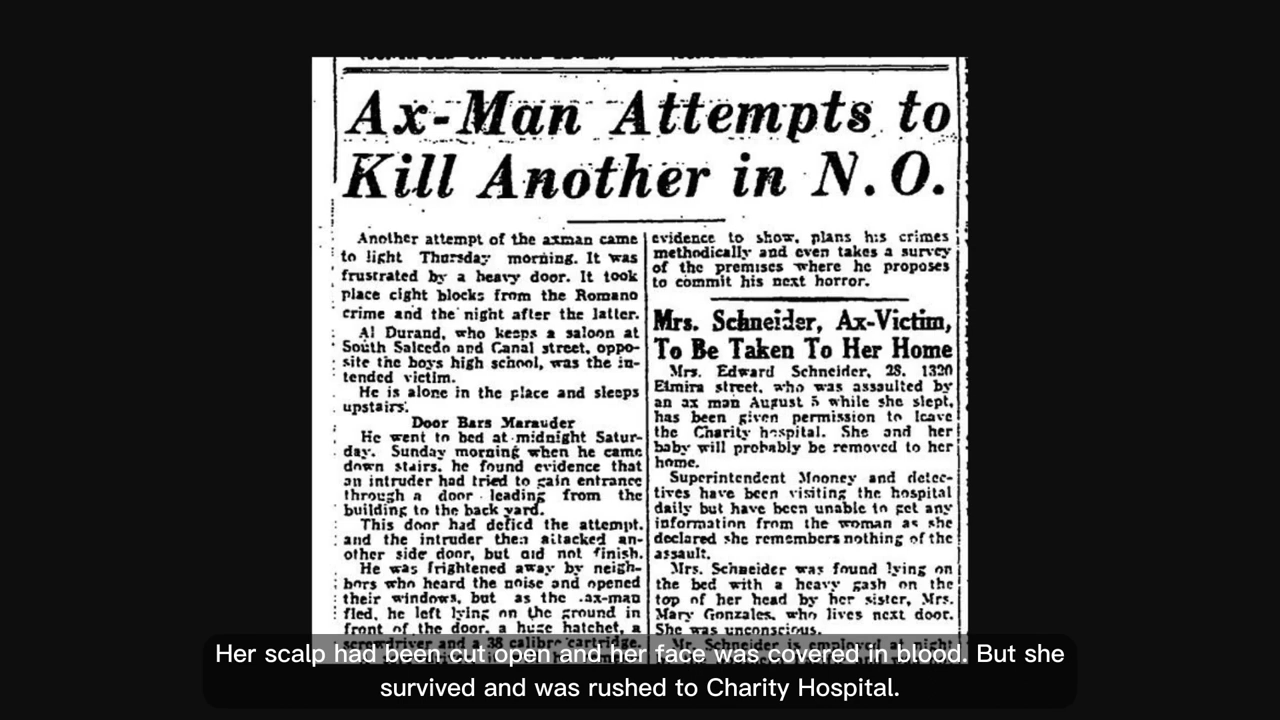 Ax-Man Attempts to
Kill Another in N. O.
Another attempt of the axman came
to light Thursday morning. It was
frustrated by a heavy door. It took
place eight blocks from the Romano
crime and the night after the latter.
Al Durand, who keeps a saloon at
South Salcedo and Canal street, oppo-
site the boys high school, was the in-
tended victim.
He is alone in the place and sleeps
upstairs.
Door Bars Marauder
He went to bed at midnight Satur-
day. Sunday morning when he came
down stairs, he found evidence that
an intruder had tried to gain entrance
through a door leading from the
building to the back yard.
This door had defied the attempt,
and the intruder then attacked an-
other side door, but did not finish.
He was frightened away by neigh-
bors who heard the noise and opened
their windows, but as the ax-man
fled, he left lying on the ground in
front of the door, a huge hatchet, a
screwdriver and a 38 calibre cartridge.
evidence to show, plans his crimes
methodically and even takes a survey
of the premises where he proposes
to commit his next horror.
Mrs. Schneider, Ax-Victim,
To Be Taken To Her Home
Mrs. Edward Schneider, 28, 1320
Elmira street, who was assaulted by
an ax man August 5 while she slept,
has been given permission to leave
the Charity hospital. She and her
baby will probably be removed to her
home.
Superintendent Mooney and detec-
tives have been visiting the hospital
daily but have been unable to get any
information from the woman as she
declared she remembers nothing of the
assault.
Mrs. Schneider was found lying on
the bed with a heavy gash on the
top of her head by her sister, Mrs.
Mary Gonzales, who lives next door.
She was unconscious.
Mr. Schneider is employed at night
Her scalp had been cut open and her face was covered in blood. But she
survived and was rushed to Charity Hospital.